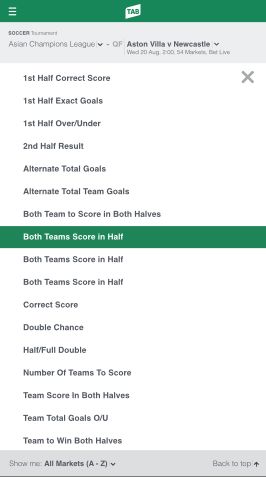 TAB
SOCCER Tournament
Asian Champions League - QF Aston Villa v Newcastle
Wed 20 Aug, 2:00, 54 Markets, Bet Live
1st Half Correct Score
1st Half Exact Goals
1st Half Over/Under
2nd Half Result
Alternate Total Goals
Alternate Total Team Goals
Both Team to Score in Both Halves
Both Teams Score in Half
Both Teams Score in Half
Both Teams Score in Half
Correct Score
Double Chance
Half/Full Double
Number Of Teams To Score
Team Score In Both Halves
Team Total Goals O/U
Team to Win Both Halves
Show me: All Markets (A - Z) Back to top